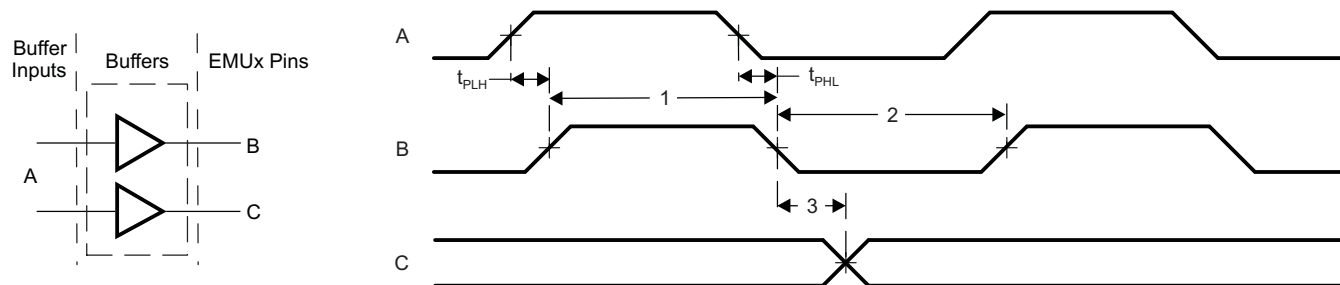 Buffer Inputs
Buffers
EMUx Pins
A
B
C
A
t_PLH
t_PHL
1
2
B
3
C